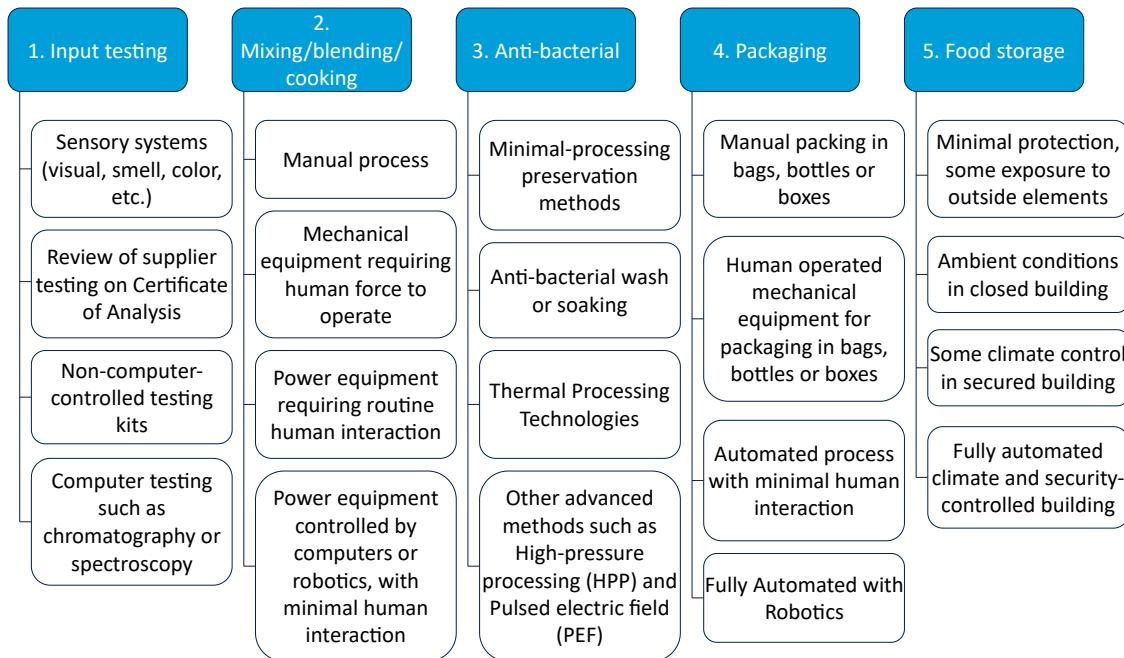 1. Input testing
Sensory systems
(visual, smell, color,
etc.)
Review of supplier
testing on Certificate
of Analysis
Non-computer-
controlled testing
kits
Computer testing
such as
chromatography or
spectroscopy
2.
Mixing/blending/
cooking
Manual process
Mechanical
equipment requiring
human force to
operate
Power equipment
requiring routine
human interaction
Power equipment
controlled by
computers or
robotics, with
minimal human
interaction
3. Anti-bacterial
Minimal-processing
preservation
methods
Anti-bacterial wash
or soaking
Thermal Processing
Technologies
Other advanced
methods such as
High-pressure
processing (HPP) and
Pulsed electric field
(PEF)
4. Packaging
Manual packing in
bags, bottles or
boxes
Human operated
mechanical
equipment for
packaging in bags,
bottles or boxes
Automated process
with minimal human
interaction
Fully Automated with
Robotics
5. Food storage
Minimal protection,
some exposure to
outside elements
Ambient conditions
in closed building
Some climate control
in secured building
Fully automated
climate and security-
controlled building